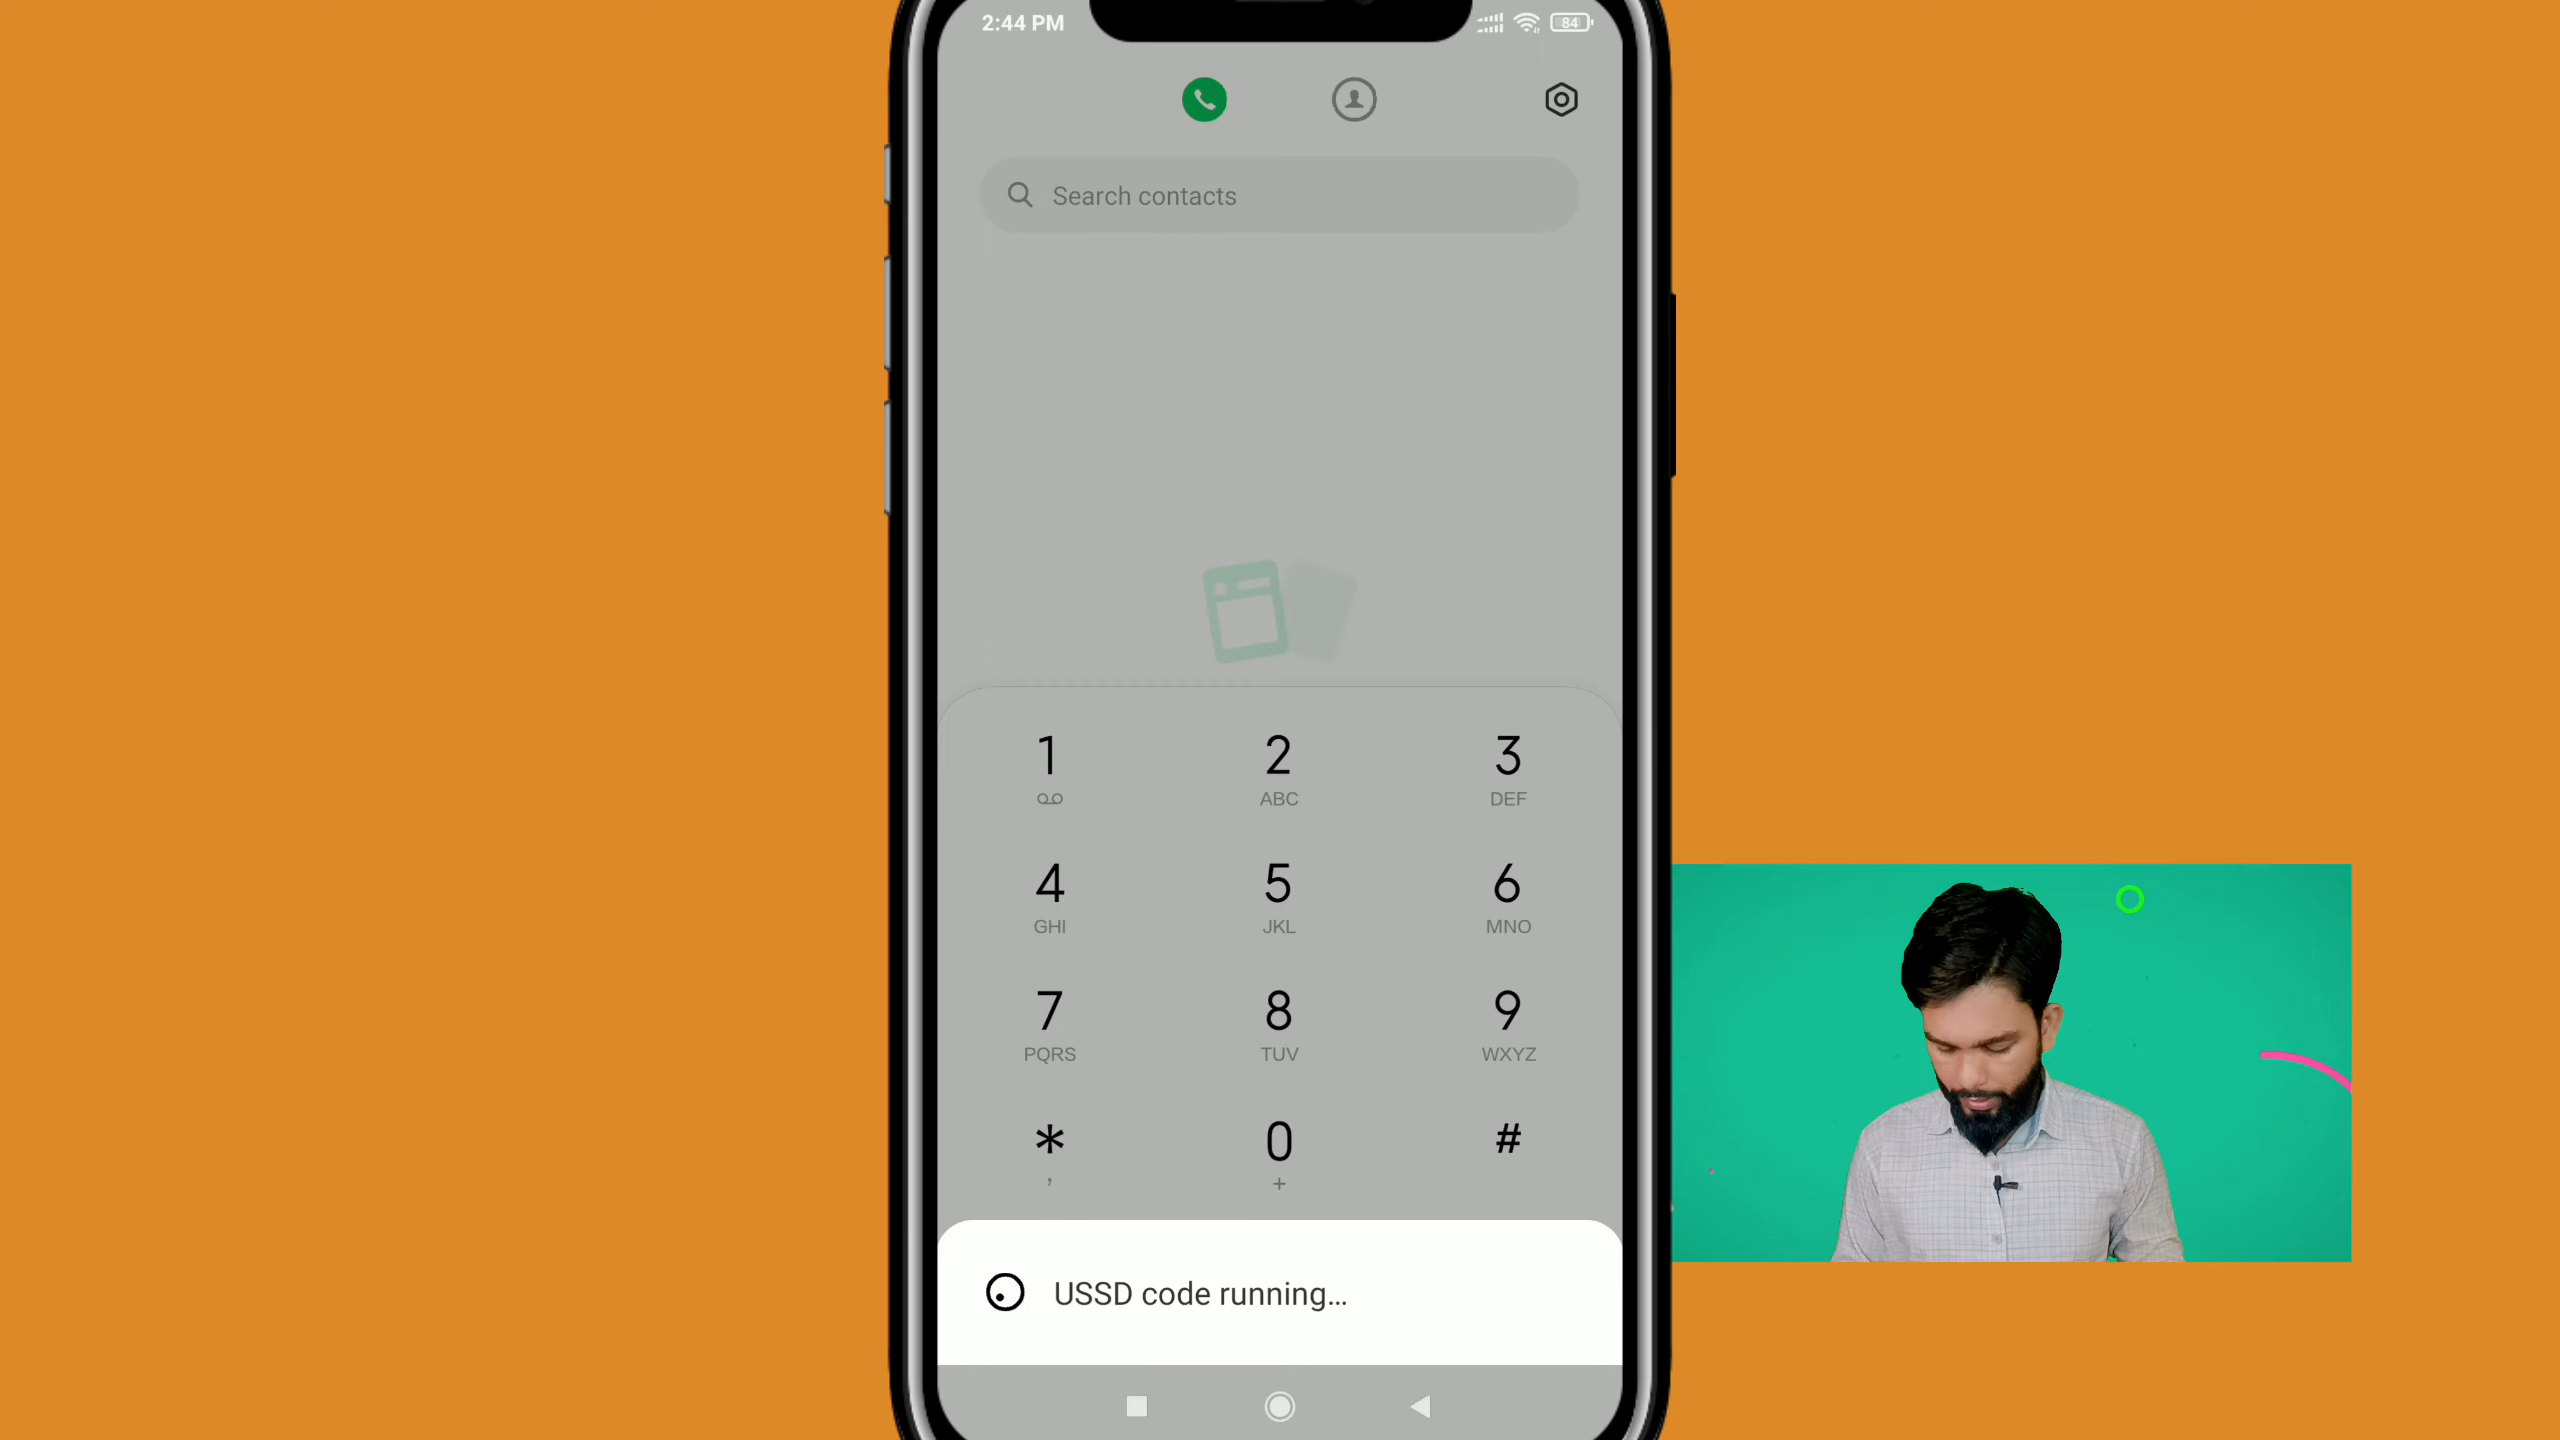 2:44 PM
84
Search contacts
1
2
ABC
3
DEF
4
GHI
5
JKL
6
MNO
7
PQRS
8
TUV
9
WXYZ
*
,
0
+
#
USSD code running...